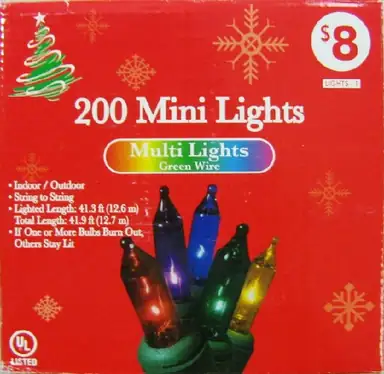 $8
LIGHTS - 1
200 Mini Lights
Multi Lights
Green Wire
• Indoor / Outdoor
• String to String
• Lighted Length: 41.3 ft (12.6 m)
Total Length: 41.9 ft (12.7 m)
• If One or More Bulbs Burn Out,
Others Stay Lit
UL
LISTED